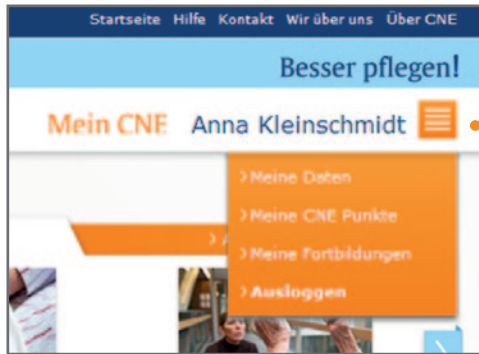 Startseite Hilfe Kontakt Wir über uns Über CNE
Besser pflegen!
Mein CNE Anna Kleinschmidt
Meine Daten
Meine CNE Punkte
Meine Fortbildungen
Ausloggen